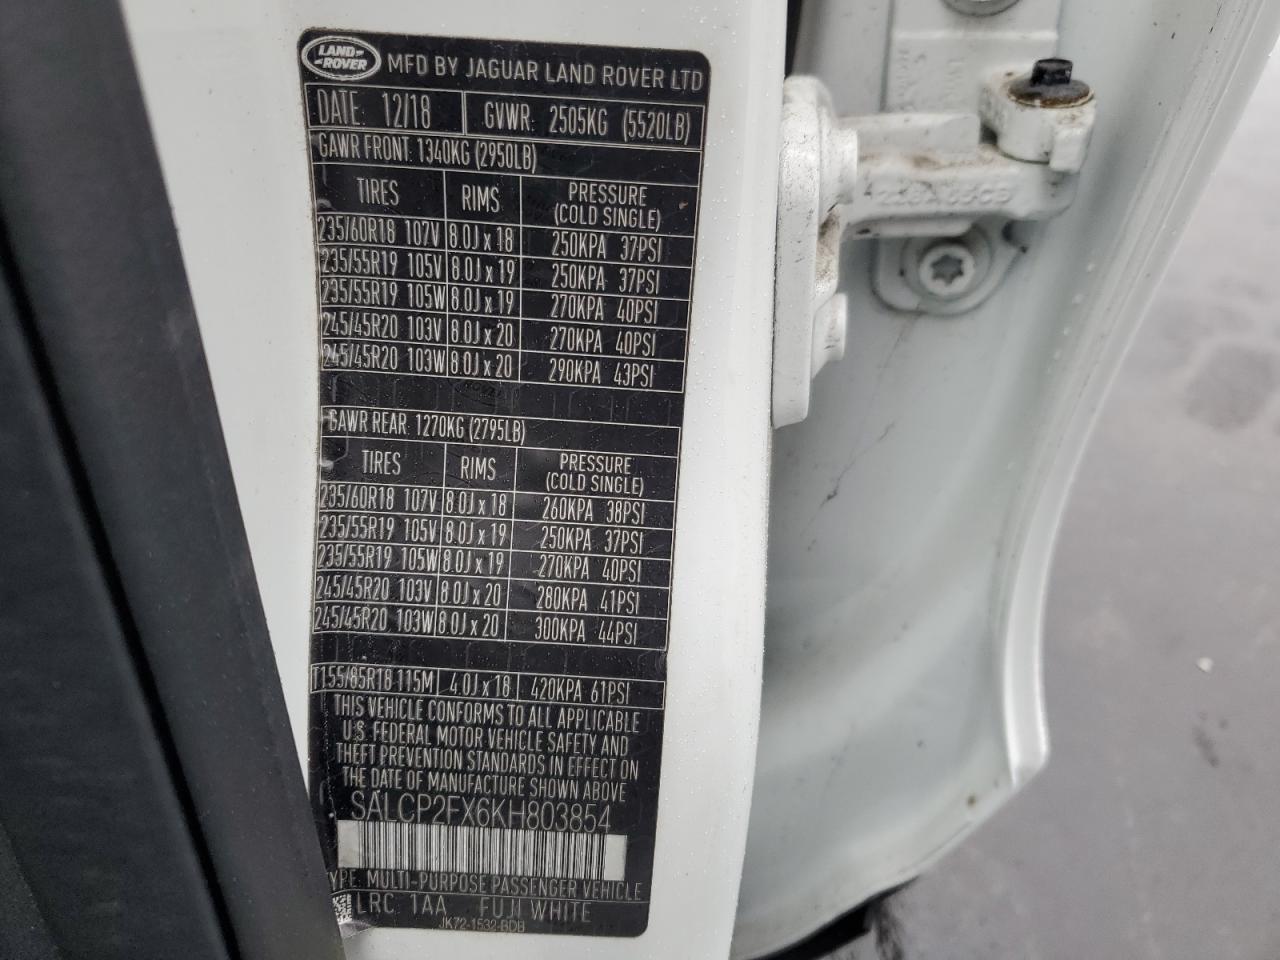 LAND-
-ROVER
MFD BY JAGUAR LAND ROVER LTD
DATE: 12/18 GVWR: 2505KG (5520LB)
GAWR FRONT: 1340KG (2950LB)
TIRES RIMS PRESSURE (COLD SINGLE)
235/60R18 107V 8.0J x 18 250KPA 37PSI
235/55R19 105V 8.0J x 19 250KPA 37PSI
235/55R19 105W 8.0J x 19 270KPA 40PSI
245/45R20 103V 8.0J x 20 270KPA 40PSI
245/45R20 103W 8.0J x 20 290KPA 43PSI
GAWR REAR: 1270KG (2795LB)
TIRES RIMS PRESSURE (COLD SINGLE)
235/60R18 107V 8.0J x 18 260KPA 38PSI
235/55R19 105V 8.0J x 19 250KPA 37PSI
235/55R19 105W 8.0J x 19 270KPA 40PSI
245/45R20 103V 8.0J x 20 280KPA 41PSI
245/45R20 103W 8.0J x 20 300KPA 44PSI
T155/85R18 115M 4.0J x 18 420KPA 61PSI
THIS VEHICLE CONFORMS TO ALL APPLICABLE
U.S. FEDERAL MOTOR VEHICLE SAFETY AND
THEFT PREVENTION STANDARDS IN EFFECT ON
THE DATE OF MANUFACTURE SHOWN ABOVE
SALCP2FX6KH803854
TYPE: MULTI-PURPOSE PASSENGER VEHICLE
LRC 1AA FUJI WHITE
JK72-1532-BDB